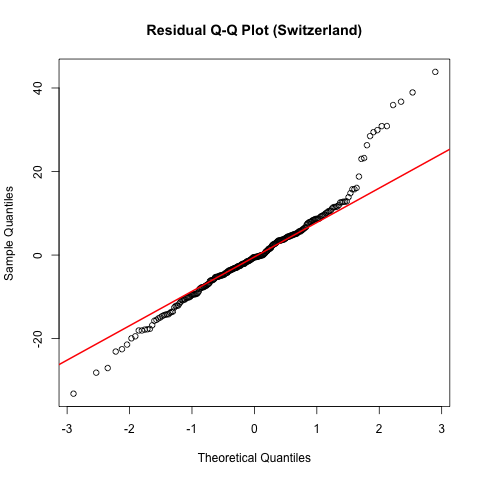 Residual Q-Q Plot (Switzerland)
Sample Quantiles
40
20
0
-20
-3 -2 -1 0 1 2 3
Theoretical Quantiles